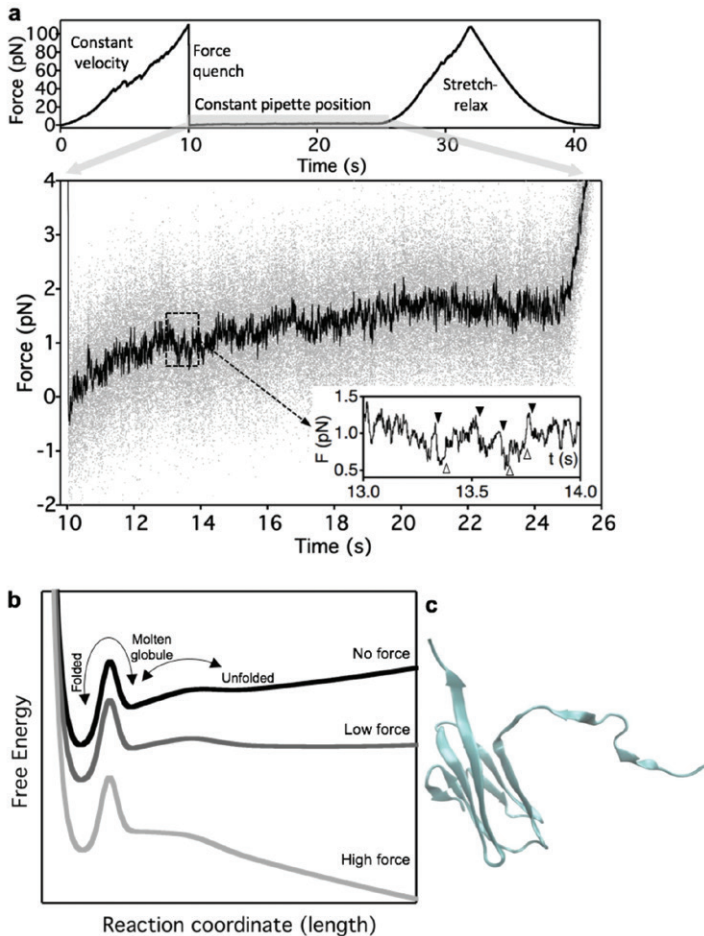 a
Force (pN)
100
80
60
40
20
0
Constant
velocity
Force
quench
Constant pipette position
Stretch-
relax
0 10 20 30 40
Time (s)
Force (pN)
4
3
2
1
0
-1
-2
F (pN)
1.5
1.0
0.5
t (s)
13.0 13.5 14.0
10 12 14 16 18 20 22 24 26
Time (s)
b
Free Energy
Folded
Molten
globule
Unfolded
No force
Low force
High force
Reaction coordinate (length)
c